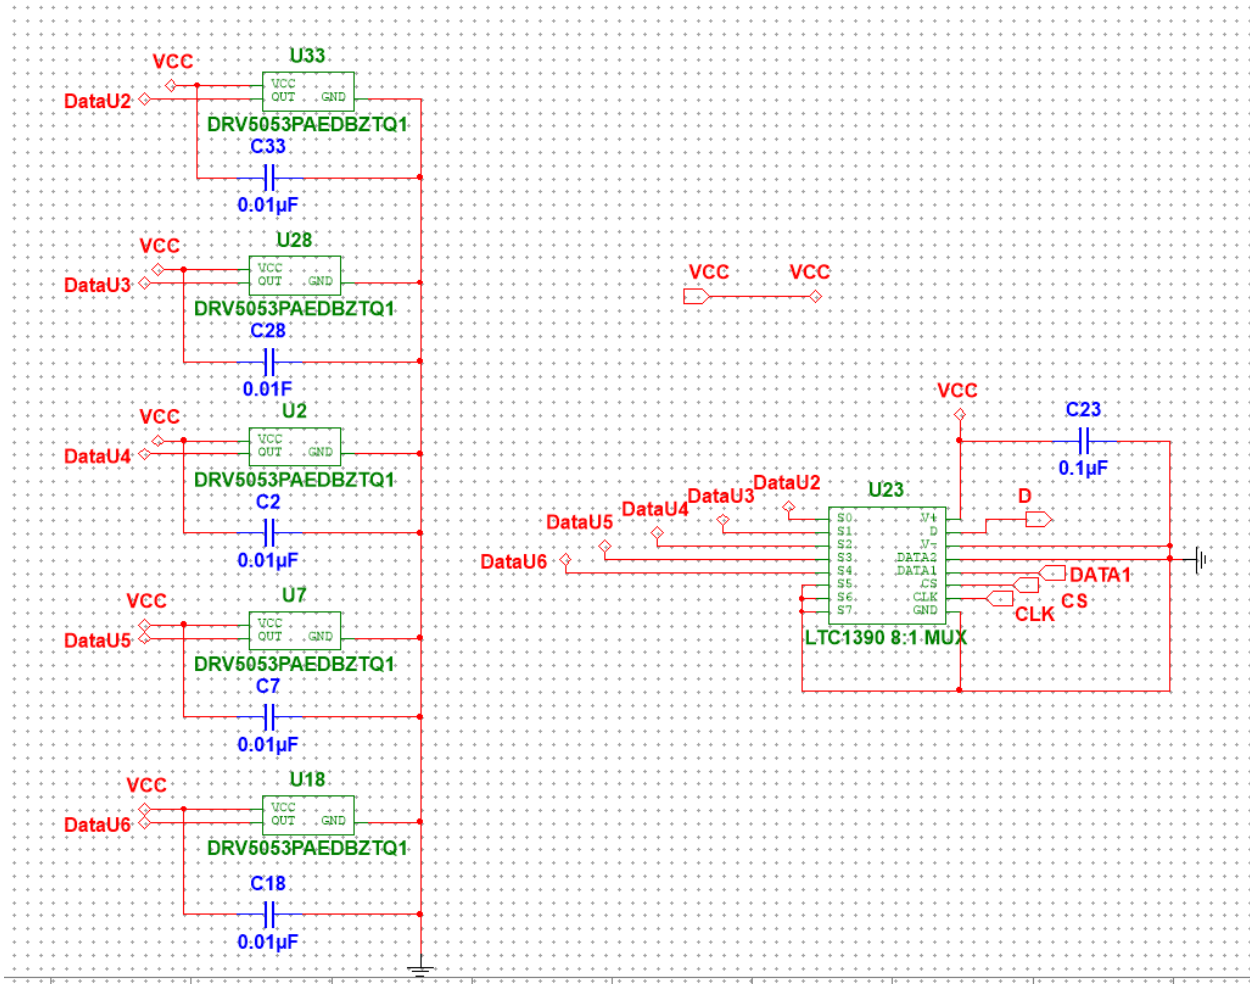 VCC
U33
DataU2
VCC
OUT GND
DRV5053PAEDBZTQ1
C33
0.01µF
VCC
U28
DataU3
VCC
OUT GND
DRV5053PAEDBZTQ1
C28
0.01F
VCC
U2
DataU4
VCC
OUT GND
DRV5053PAEDBZTQ1
C2
0.01µF
VCC
U7
DataU5
VCC
OUT GND
DRV5053PAEDBZTQ1
C7
0.01µF
VCC
U18
DataU6
VCC
OUT GND
DRV5053PAEDBZTQ1
C18
0.01µF
VCC VCC
VCC
C23
0.1µF
DataU2
DataU3
DataU4
DataU5
DataU6
U23
D
S0 V+
S1 D
S2 V-
S3 DATA2
S4 DATA1
S5 CS
S6 CLK
S7 GND
DATA1
CS
CLK
LTC1390 8:1 MUX